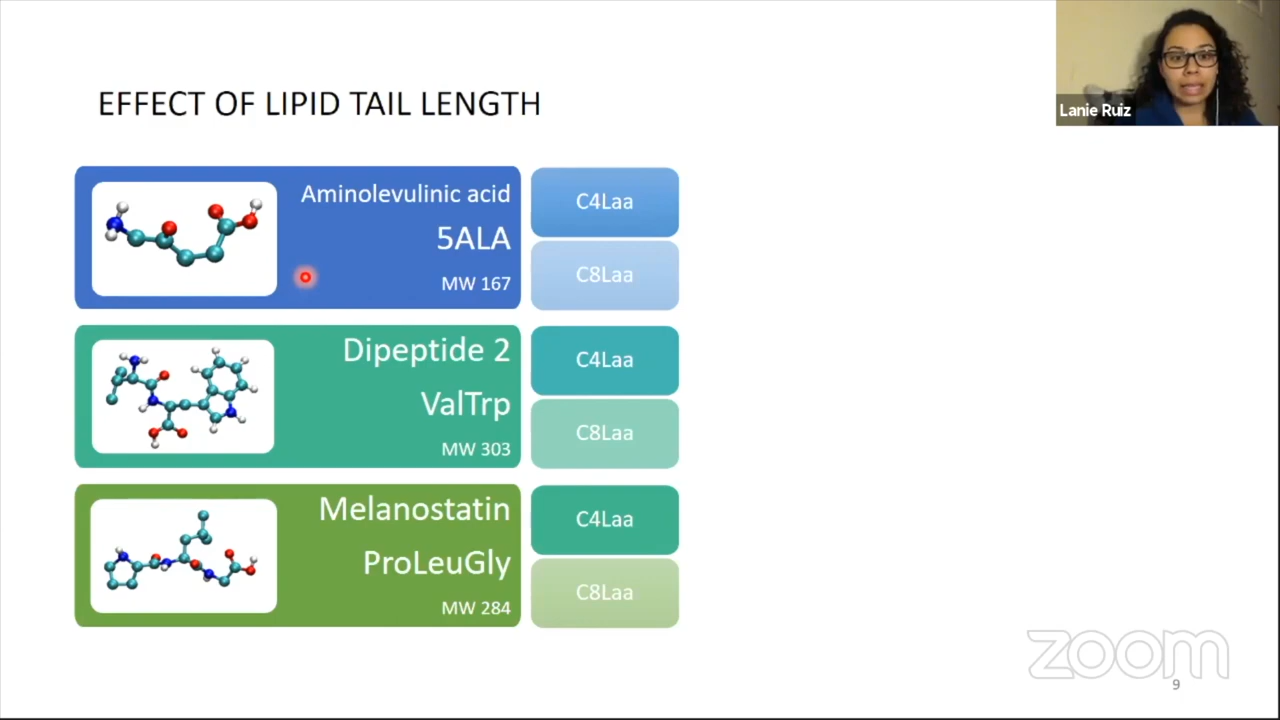 Lanie Ruiz
EFFECT OF LIPID TAIL LENGTH
Aminolevulinic acid
5ALA
MW 167
C4Laa
C8Laa
Dipeptide 2
ValTrp
MW 303
C4Laa
C8Laa
Melanostatin
ProLeuGly
MW 284
C4Laa
C8Laa
zoom
9